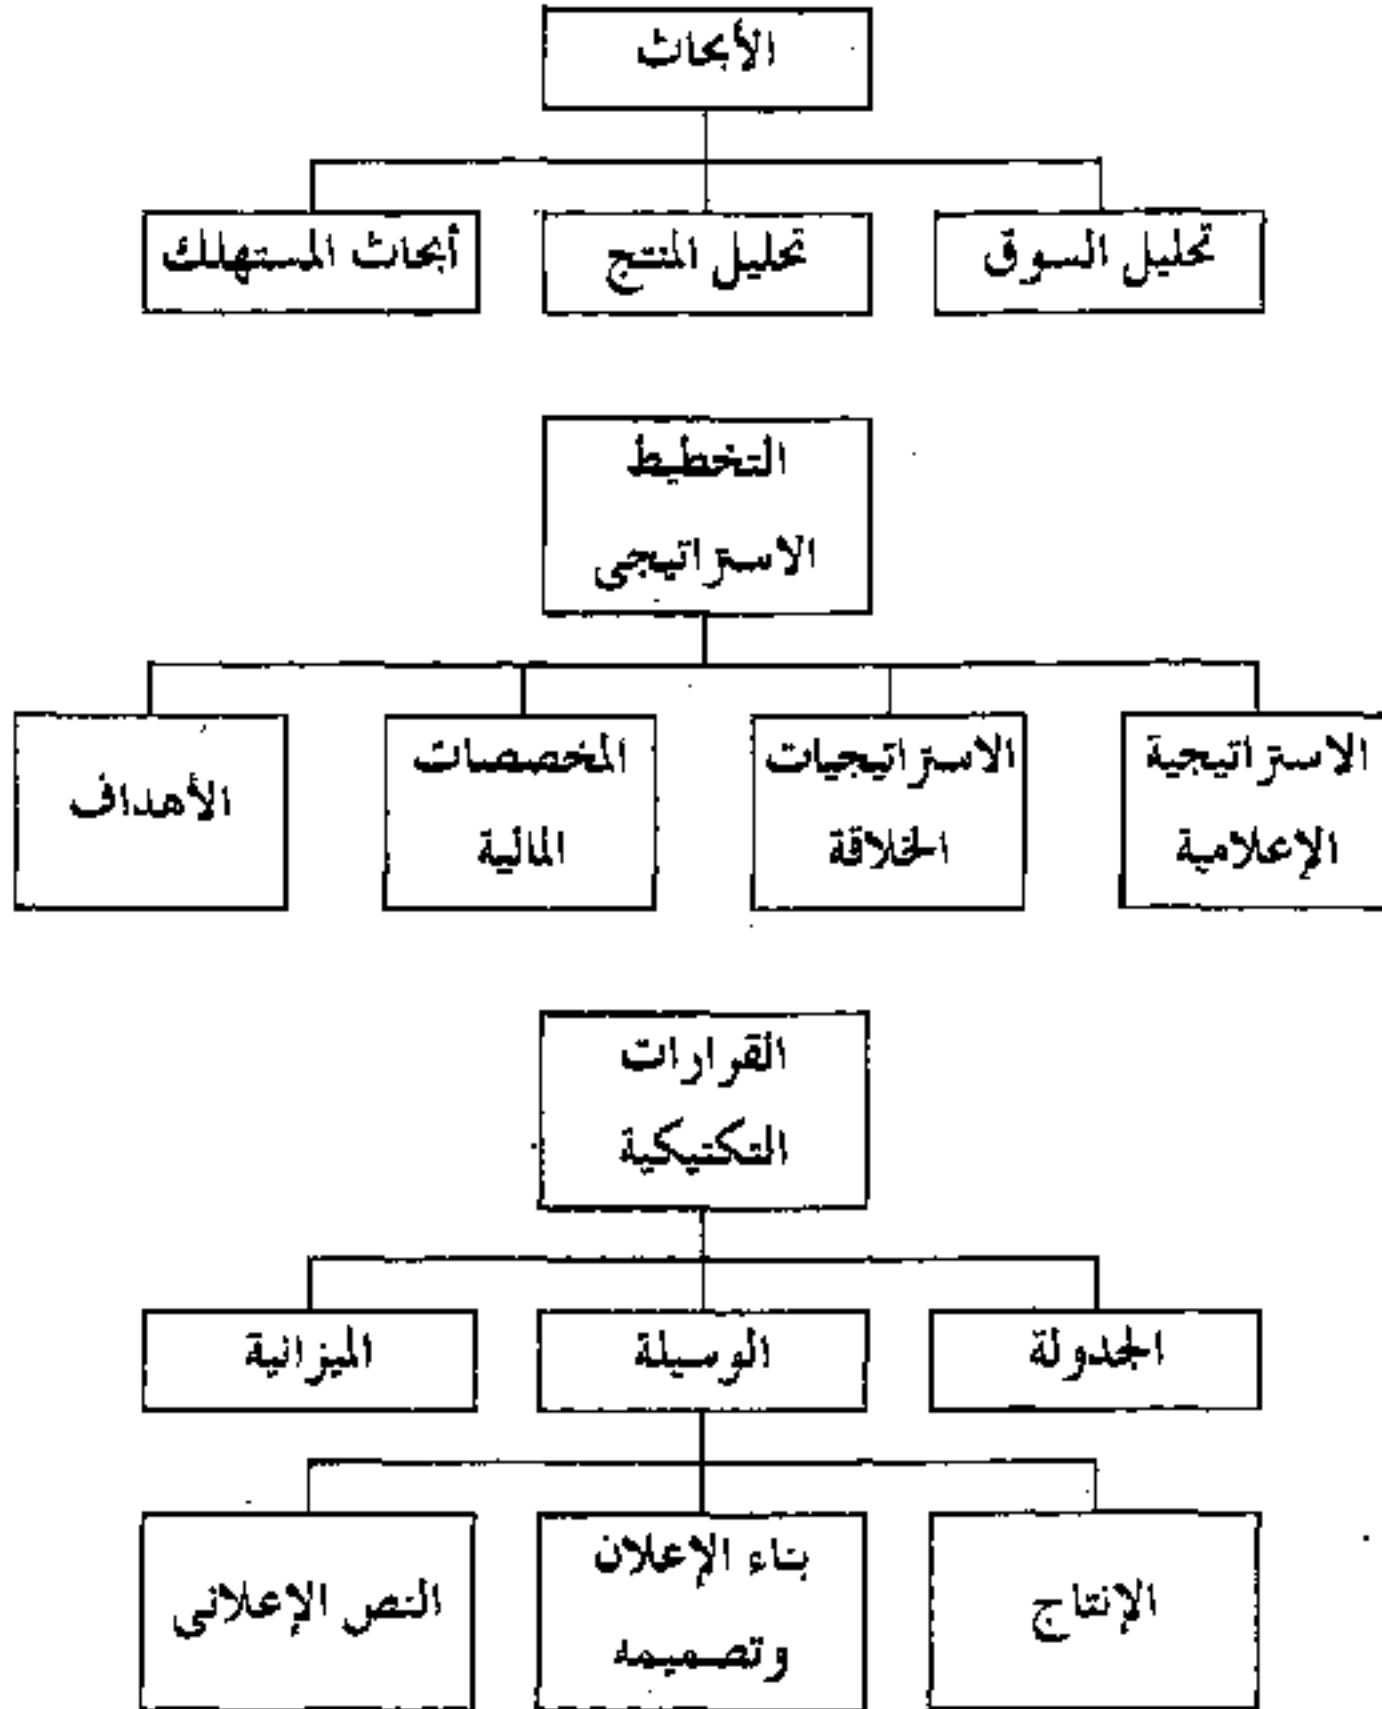 الأبحاث
تحليل السوق
تحليل المنتج
أبحاث المستهلك
التخطيط
الاستراتيجى
الاستراتيجية
الإعلامية
الاستراتيجيات
الخلاقة
المخصصات
المالية
الأهداف
القرارات
التكتيكية
الجدولة
الوسيلة
الميزانية
الإنتاج
بناء الإعلان
وتصميمه
النص الإعلانى